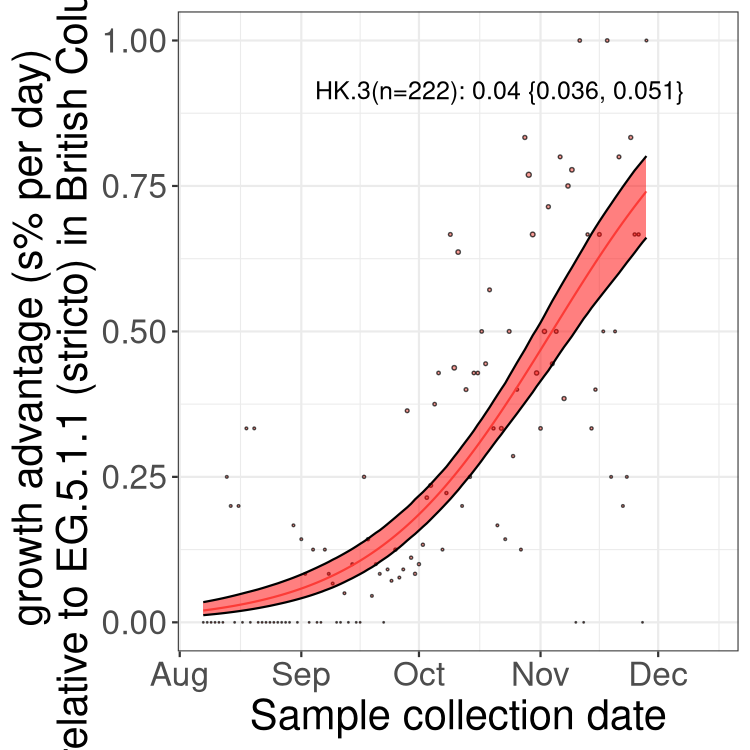 growth advantage (s% per day)
relative to EG.5.1.1 (stricto) in British
1.00
0.75
0.50
0.25
0.00
HK.3(n=222): 0.04 {0.036, 0.051}
Aug Sep Oct Nov Dec
Sample collection date